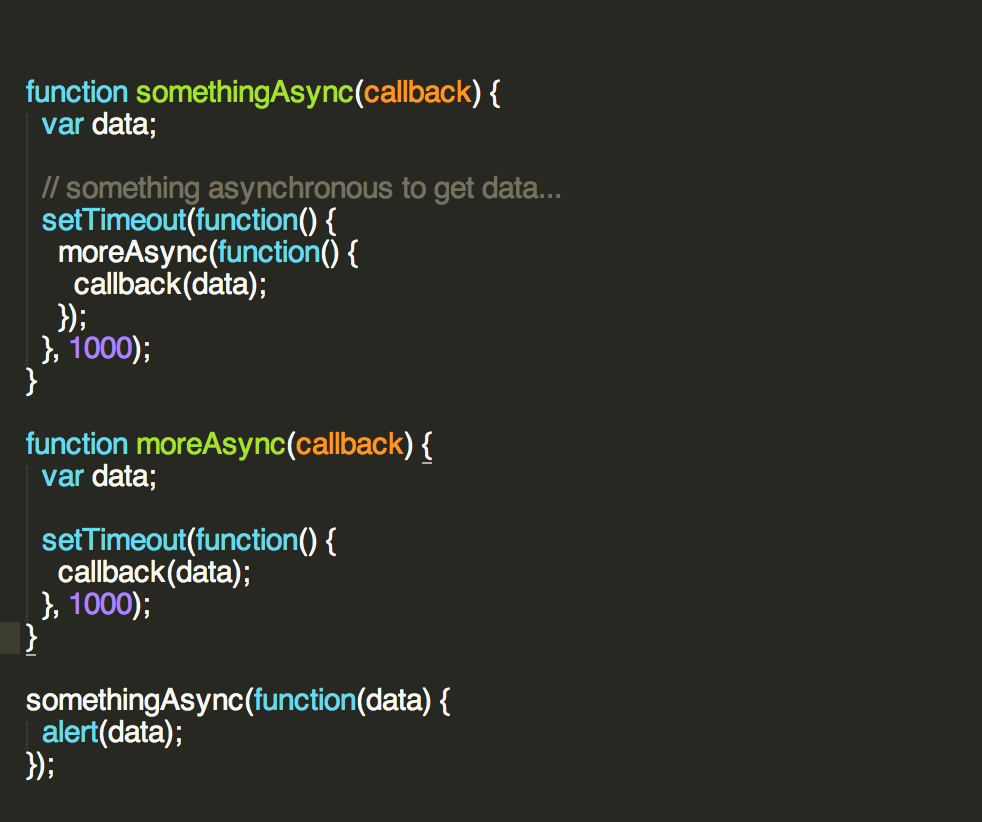 function somethingAsync(callback) {
  var data;

  // something asynchronous to get data...
  setTimeout(function() {
    moreAsync(function() {
      callback(data);
    });
  }, 1000);
}

function moreAsync(callback) {
  var data;

  setTimeout(function() {
    callback(data);
  }, 1000);
}

somethingAsync(function(data) {
  alert(data);
});